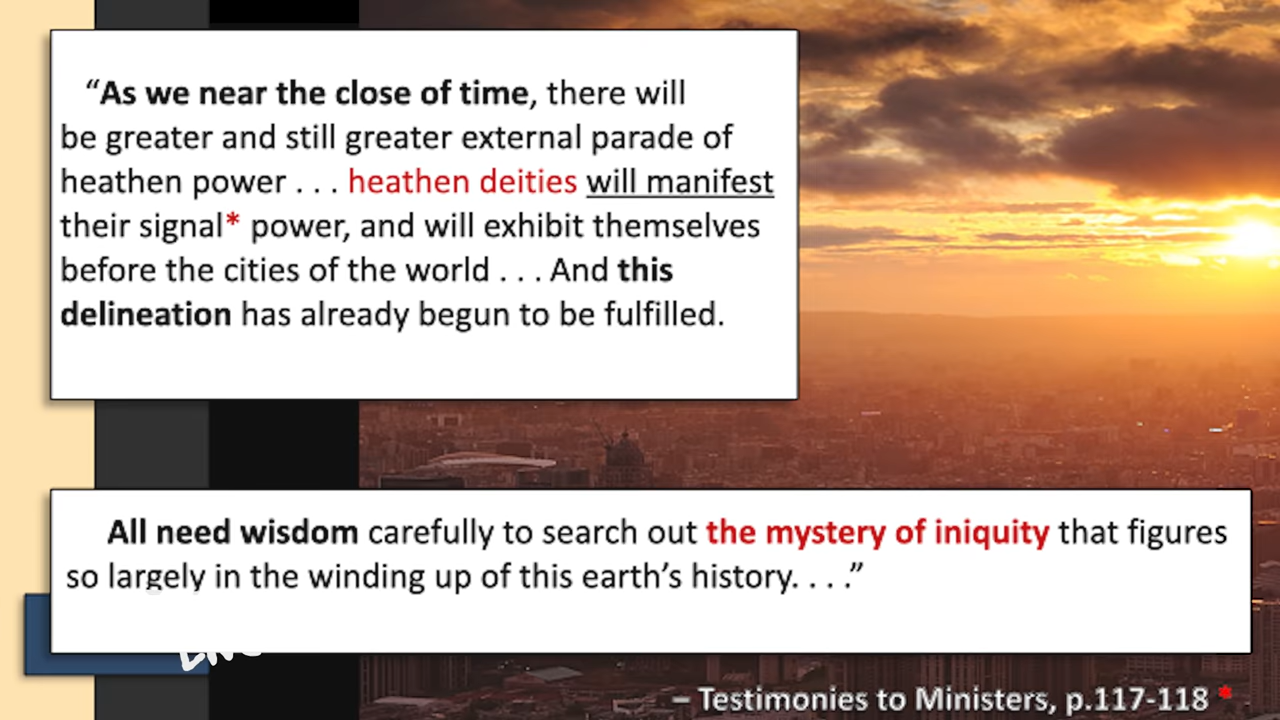 “As we near the close of time, there will
be greater and still greater external parade of
heathen power . . . heathen deities will manifest
their signal* power, and will exhibit themselves
before the cities of the world . . . And this
delineation has already begun to be fulfilled.
All need wisdom carefully to search out the mystery of iniquity that figures
so largely in the winding up of this earth’s history. . . .”
– Testimonies to Ministers, p.117-118 *